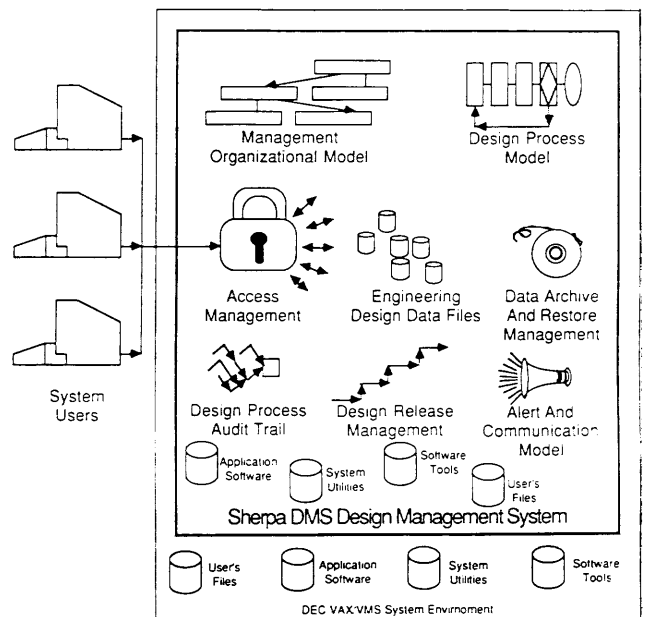 Management
Organizational Model
Design Process
Model
Access
Management
Engineering
Design Data Files
Data Archive
And Restore
Management
System
Users
Design Process
Audit Trail
Design Release
Management
Alert And
Communication
Model
Application
Software
System
Utilities
Software
Tools
User's
Files
Sherpa DMS Design Management System
User's
Files
Application
Software
System
Utilities
Software
Tools
DEC VAX/VMS System Envirnoment